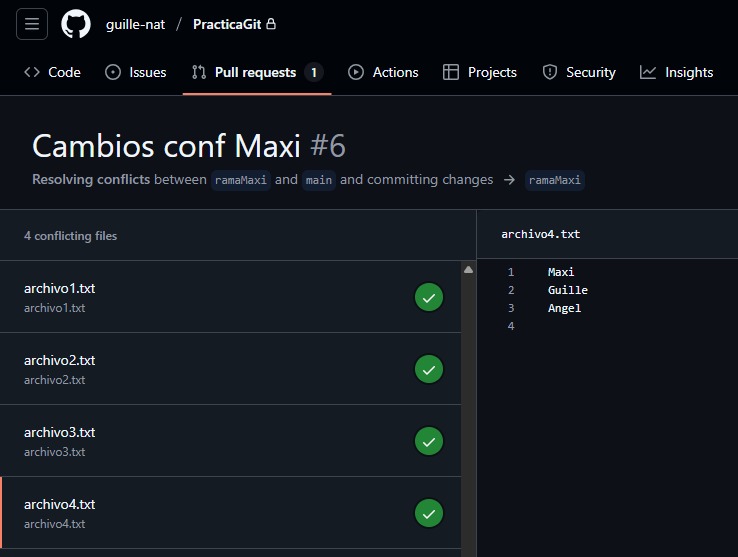 guille-nat / PracticaGit
Code Issues Pull requests 1 Actions Projects Security Insights
Cambios conf Maxi #6
Resolving conflicts between ramaMaxi and main and committing changes → ramaMaxi
4 conflicting files
archivo1.txt
archivo1.txt
archivo2.txt
archivo2.txt
archivo3.txt
archivo3.txt
archivo4.txt
archivo4.txt
archivo4.txt
1 Maxi
2 Guille
3 Angel
4